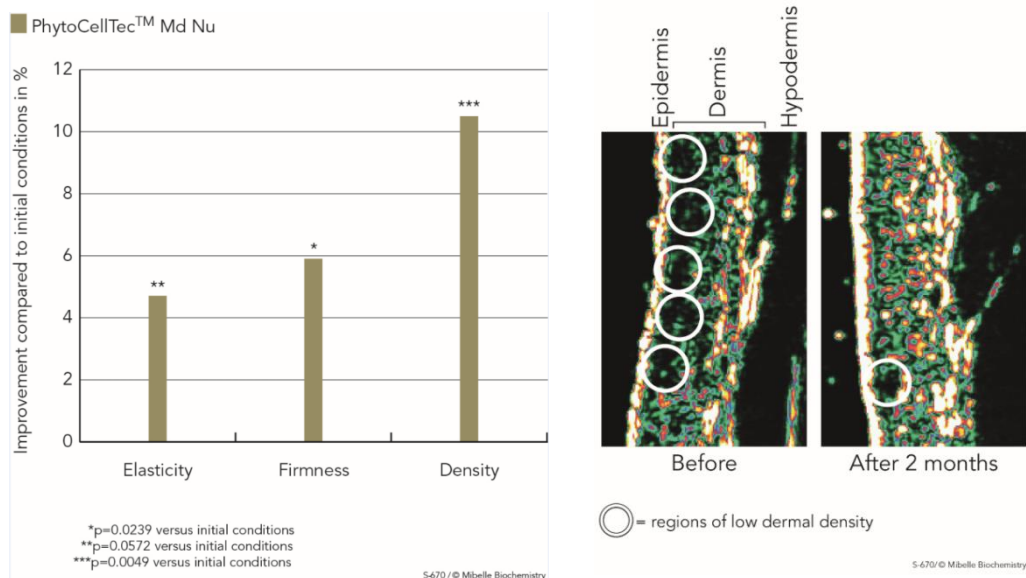 PhytoCellTec™ Md Nu
Improvement compared to initial conditions in %
12
10
8
6
4
2
0
**
*
***
Elasticity
Firmness
Density
*p=0.0239 versus initial conditions
**p=0.0572 versus initial conditions
***p=0.0049 versus initial conditions
S-670/ © Mibelle Biochemistry
Epidermis
Dermis
Hypodermis
Before
After 2 months
= regions of low dermal density
S-670/ © Mibelle Biochemistry